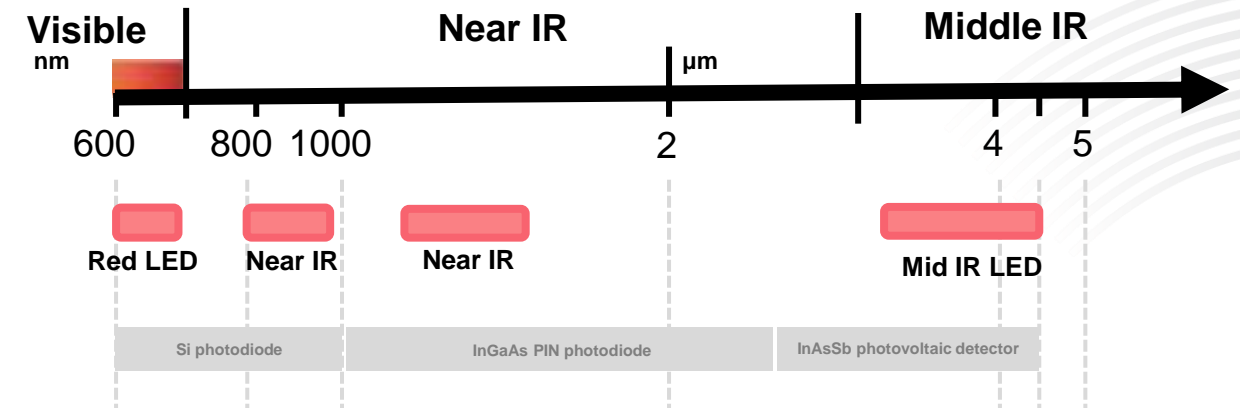 Visible
Near IR
Middle IR
nm
µm
600
800
1000
2
4
5
Red LED
Near IR
Near IR
Mid IR LED
Si photodiode
InGaAs PIN photodiode
InAsSb photovoltaic detector